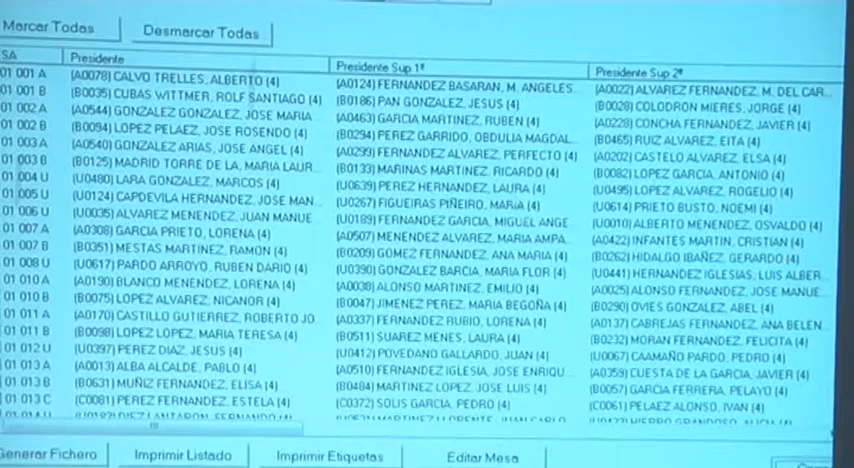 Marcar Todas Desmarcar Todas
SA Presidente Presidente Sup 1º Presidente Sup 2º
01 001 A (A0078) CALVO TRELLES, ALBERTO (4) (A0124) FERNANDEZ BASARAN, M. ANGELES... (A0022) ALVAREZ FERNANDEZ, M. DEL CAR...
01 001 B (B0035) CUBAS WITTMER, ROLF SANTIAGO (4) (B0186) PAN GONZALEZ, JESUS (4) (B0028) COLODRON MIERES, JORGE (4)
01 002 A (A0544) GONZALEZ GONZALEZ, JOSE MARIA... (A0463) GARCIA MARTINEZ, RUBEN (4) (A0228) CONCHA FERNANDEZ, JAVIER (4)
01 002 B (B0094) LOPEZ PELAEZ, JOSE ROSENDO (4) (B0294) PEREZ GARRIDO, OBDULIA MAGDAL... (B0465) RUIZ ALVAREZ, EITA (4)
01 003 A (A0540) GONZALEZ ARIAS, JOSE ANGEL (4) (A0299) FERNANDEZ ALVAREZ, PERFECTO (4) (A0202) CASTELO ALVAREZ, ELSA (4)
01 003 B (B0125) MADRID TORRE DE LA, MARIA LAUR... (B0133) MARINAS MARTINEZ, RICARDO (4) (B0082) LOPEZ GARCIA, ANTONIO (4)
01 004 U (U0480) LARA GONZALEZ, MARCOS (4) (U0639) PEREZ HERNANDEZ, LAURA (4) (U0495) LOPEZ ALVAREZ, ROGELIO (4)
01 005 U (U0124) CAPDEVILA HERNANDEZ, JOSE MAN... (U0267) FIGUEIRAS PIÑEIRO, MARIA (4) (U0614) PRIETO BUSTO, NOEMI (4)
01 006 U (U0035) ALVAREZ MENENDEZ, JUAN MANUE... (U0189) FERNANDEZ GARCIA, MIGUEL ANGE... (U0010) ALBERTO MENENDEZ, OSVALDO (4)
01 007 A (A0308) GARCIA PRIETO, LORENA (4) (A0507) MENENDEZ ALVAREZ, MARIA AMPA... (A0422) INFANTES MARTIN, CRISTIAN (4)
01 007 B (B0351) MESTAS MARTINEZ, RAMON (4) (B0209) GOMEZ FERNANDEZ, ANA MARIA (4) (B0262) HIDALGO IBAÑEZ, GERARDO (4)
01 008 U (U0617) PARDO ARROYO, RUBEN DARIO (4) (U0390) GONZALEZ BARCIA, MARIA FLOR (4) (U0441) HERNANDEZ IGLESIAS, LUIS ALBER...
01 010 A (A0190) BLANCO MENENDEZ, LORENA (4) (A0038) ALONSO MARTINEZ, EMILIO (4) (A0025) ALONSO FERNANDEZ, JOSE MANUE...
01 010 B (B0075) LOPEZ ALVAREZ, NICANOR (4) (B0047) JIMENEZ PEREZ, MARIA BEGOÑA (4) (B0290) OVIES GONZALEZ, ABEL (4)
01 011 A (A0170) CASTILLO GUTIERREZ, ROBERTO JO... (A0337) FERNANDEZ RUBIO, LORENA (4) (A0137) CABREJAS FERNANDEZ, ANA BELEN...
01 011 B (B0098) LOPEZ LOPEZ, MARIA TERESA (4) (B0511) SUAREZ MENES, LAURA (4) (B0232) MORAN FERNANDEZ, FELICITA (4)
01 012 U (U0397) PEREZ DIAZ, JESUS (4) (U0412) POVEDANO GALLARDO, JUAN (4) (U0067) CAAMAÑO PARDO, PEDRO (4)
01 013 A (A0013) ALBA ALCALDE, PABLO (4) (A0510) FERNANDEZ IGLESIA, JOSE ENRIQU... (A0359) CUESTA DE LA GARCIA, JAVIER (4)
01 013 B (B0631) MUÑIZ FERNANDEZ, ELISA (4) (B0484) MARTINEZ LOPEZ, JOSE LUIS (4) (B0057) GARCIA FERRERA, PELAYO (4)
01 013 C (C0081) PEREZ FERNANDEZ, ESTELA (4) (C0372) SOLIS GARCIA, PEDRO (4) (C0061) PELAEZ ALONSO, IVAN (4)
Generar Fichero Imprimir Listado Imprimir Etiquetas Editar Mesa